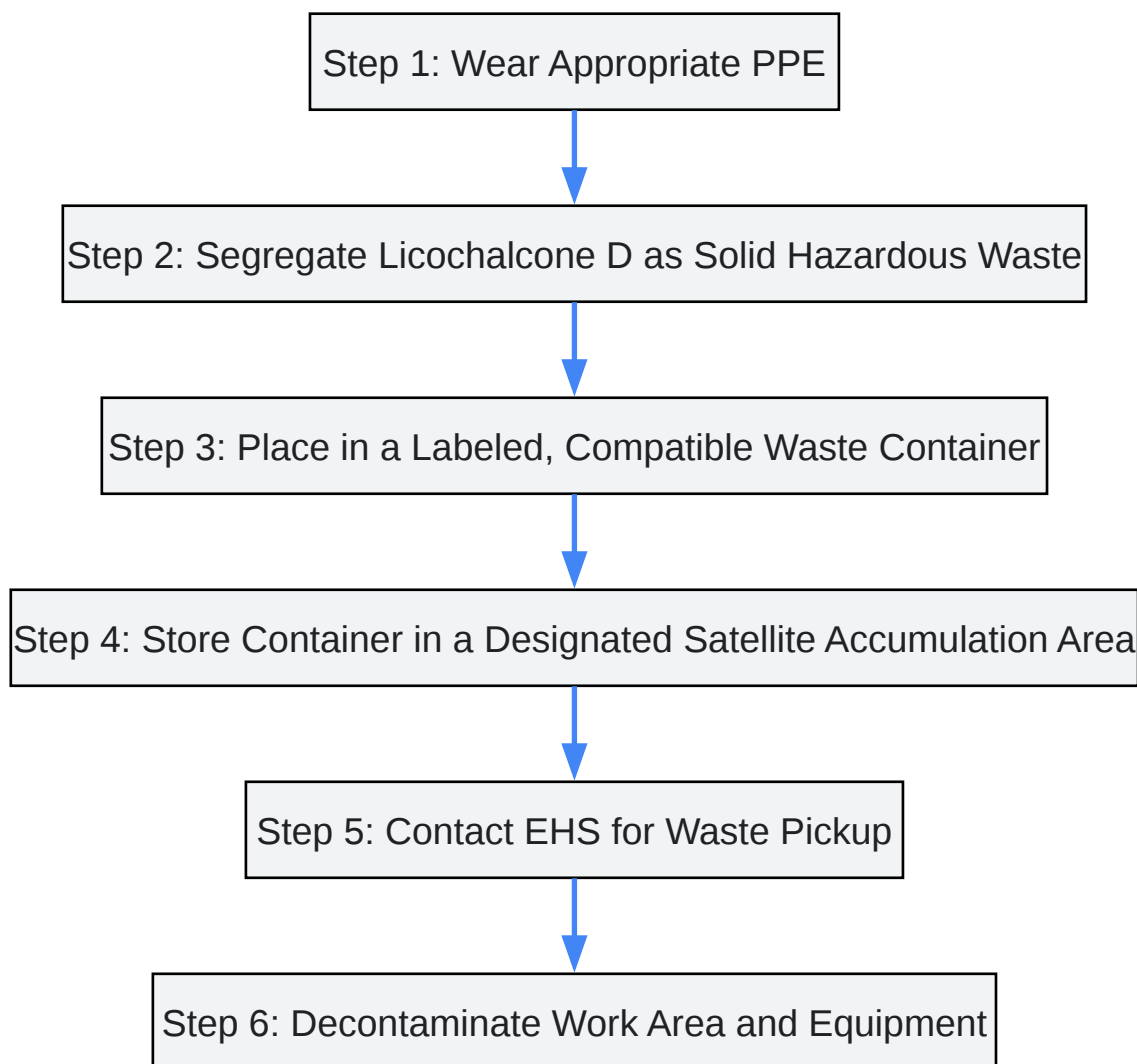 Step 1: Wear Appropriate PPE
Step 2: Segregate Licochalcone D as Solid Hazardous Waste
Step 3: Place in a Labeled, Compatible Waste Container
Step 4: Store Container in a Designated Satellite Accumulation Area
Step 5: Contact EHS for Waste Pickup
Step 6: Decontaminate Work Area and Equipment